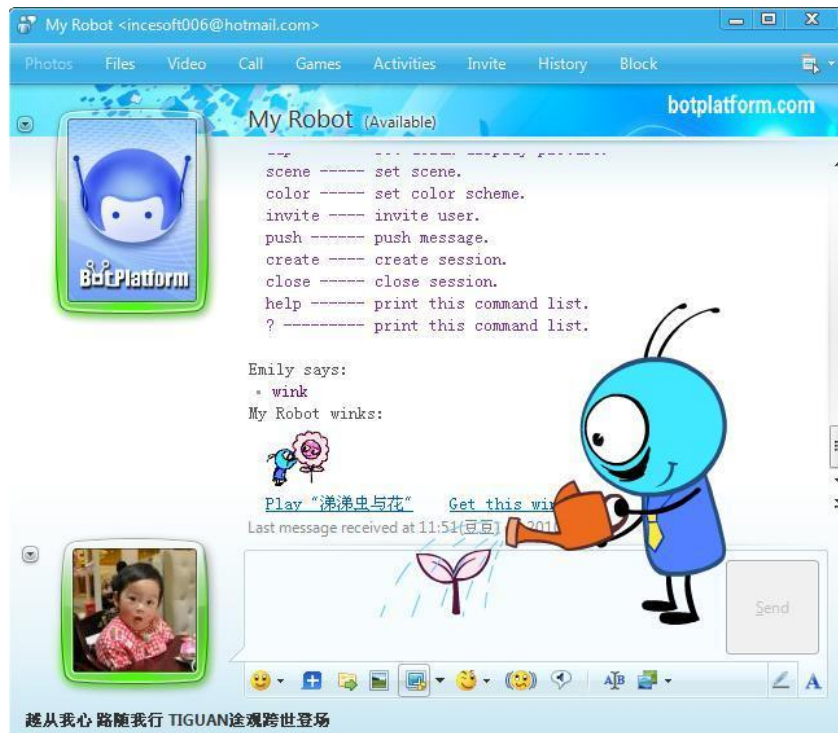 My Robot <incesoft006@hotmail.com>
Photos Files Video Call Games Activities Invite History Block
botplatform.com
My Robot (Available)
BotPlatform
scene ----- set scene.
color ----- set color scheme.
invite ---- invite user.
push ------ push message.
create ---- create session.
close ----- close session.
help ------ print this command list.
? --------- print this command list.
Emily says:
wink
My Robot winks:
Play “涕涕虫与花“ Get this
Last message received at 11:51(豆豆)
Send
越从我心 路随我行 TIGUAN途观跨世登场